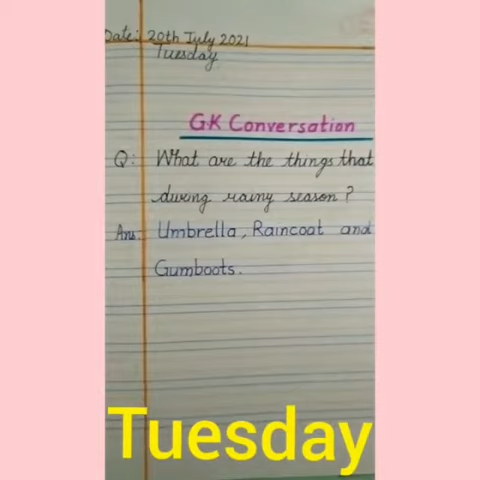 Date: 20th July 2021
Tuesday
G.K Conversation
Q: What are the things that
during rainy season?
Ans: Umbrella, Raincoat and
Gumboots.
Tuesday